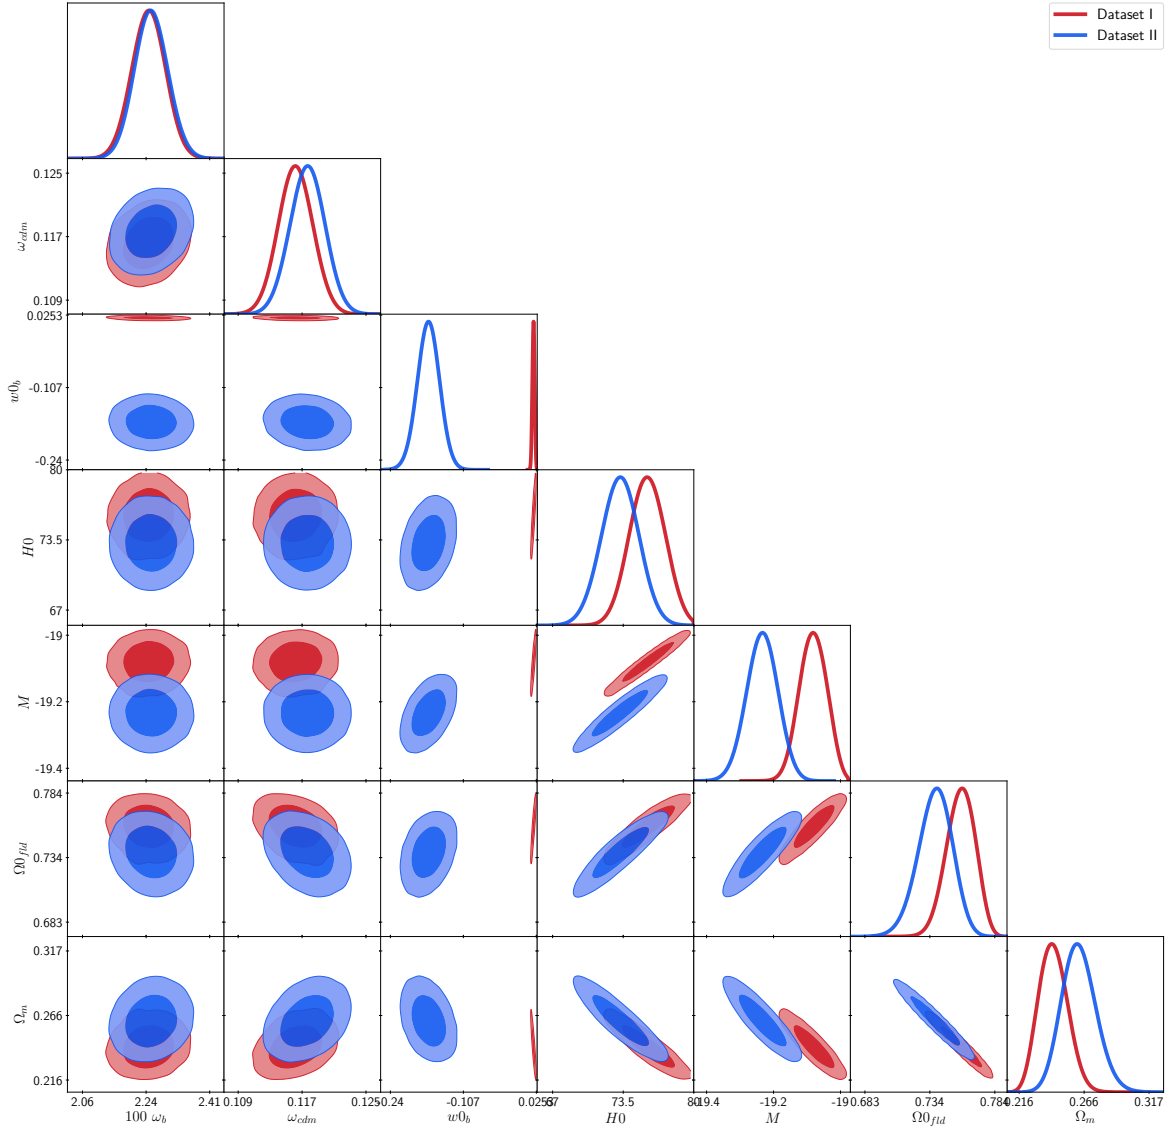 Dataset I
Dataset II
0.125
0.117
0.109
ω_cdm
0.0253
-0.107
-0.24
w0_b
80
73.5
67
H0
-19
-19.2
-19.4
M
0.784
0.734
0.683
Ω0_fld
0.317
0.266
0.216
Ω_m
2.06 2.24 2.41 0.109 0.117 0.125 -0.24 -0.107 0.0253 67 73.5 80 -19.4 -19.2 -19 0.683 0.734 0.784 0.216 0.266 0.317
100 ω_b ω_cdm w0_b H0 M Ω0_fld Ω_m